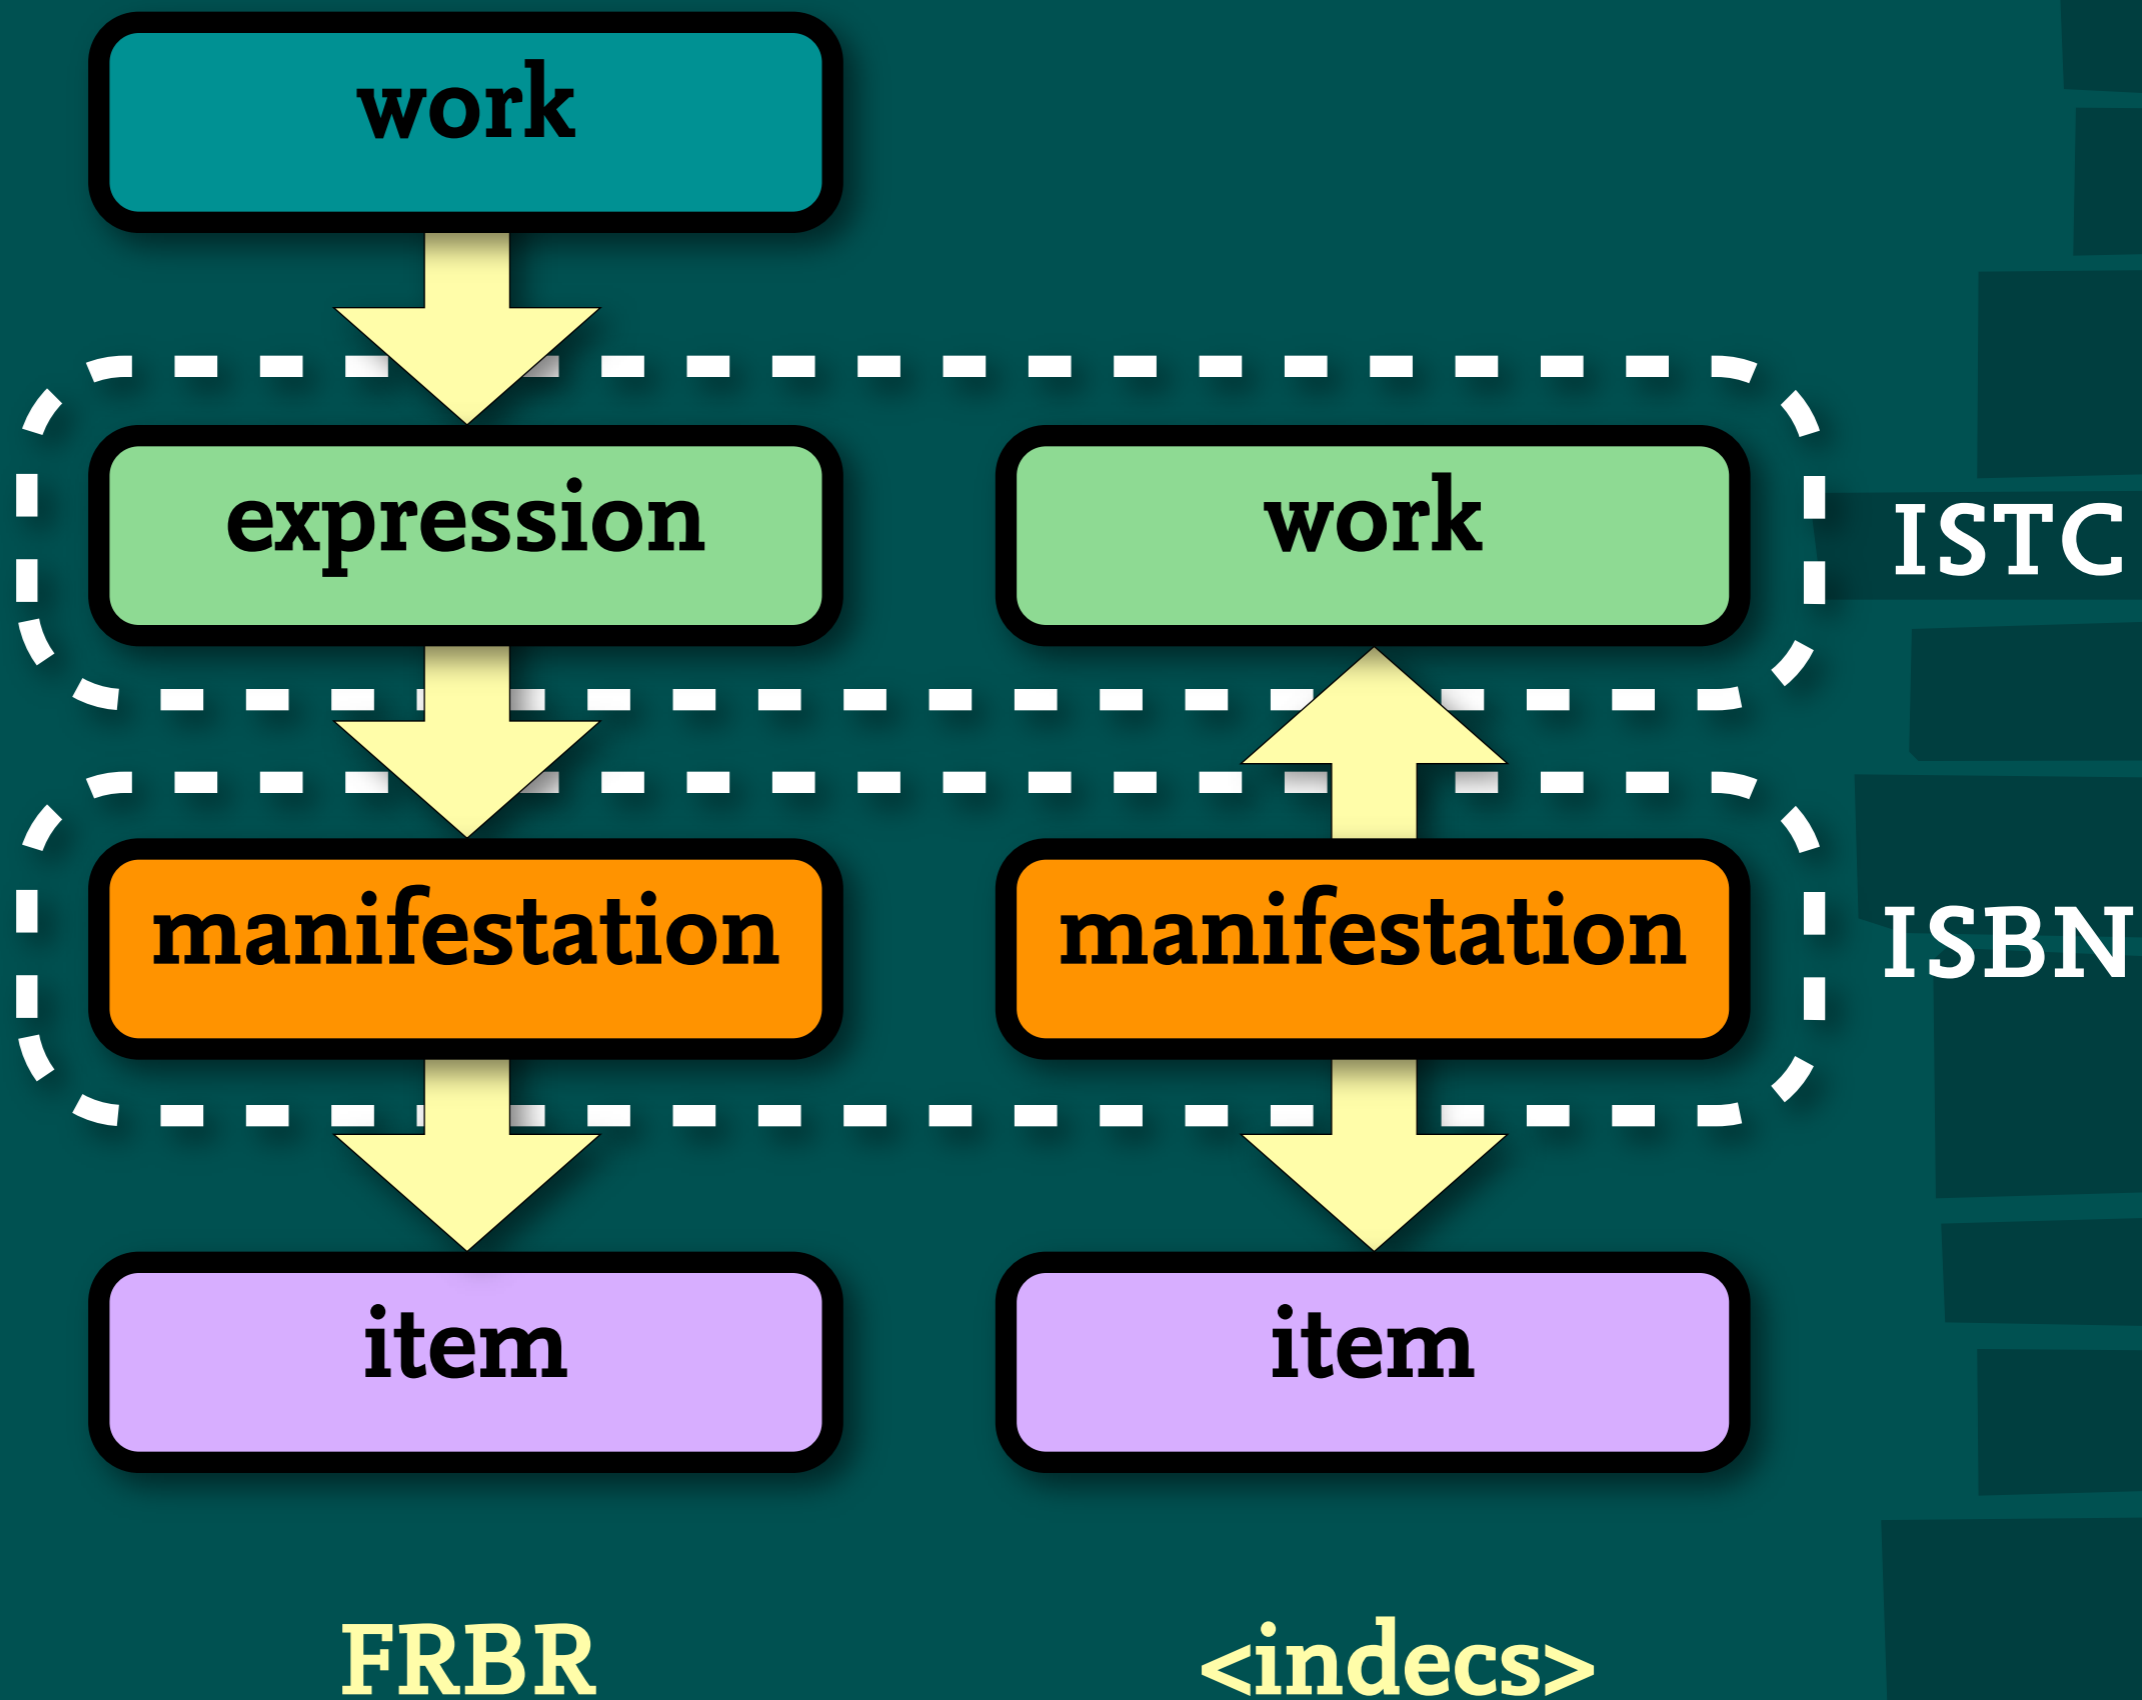 work
expression
work
ISTC
manifestation
manifestation
ISBN
item
item
FRBR
<indecs>